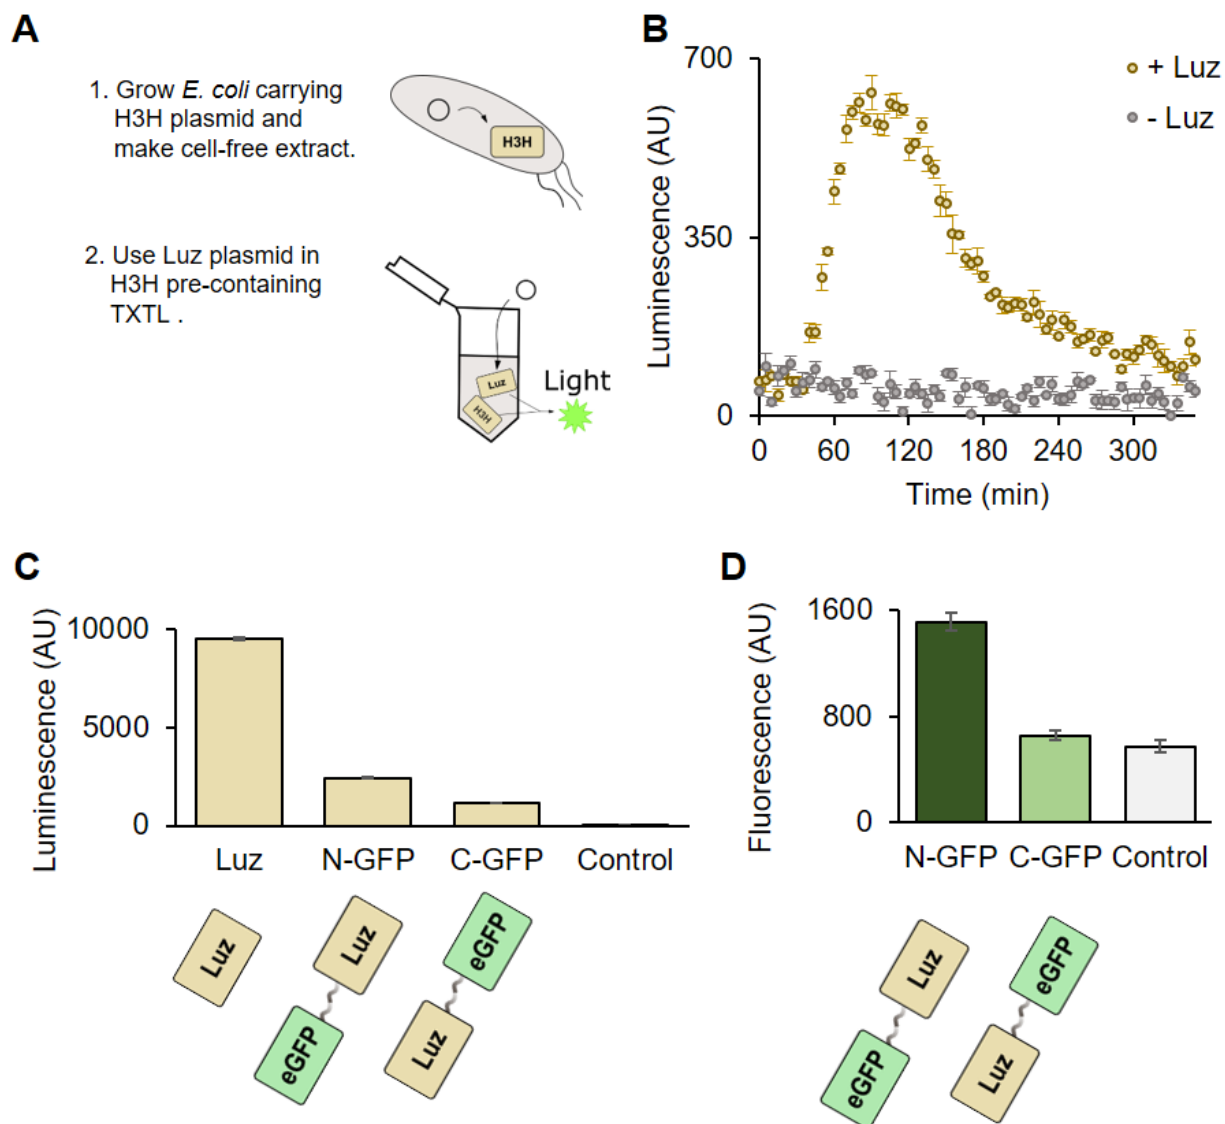 A
1. Grow E. coli carrying
H3H plasmid and
make cell-free extract.
H3H
2. Use Luz plasmid in
H3H pre-containing
TXTL .
Luz
H3H
Light
B
Luminescence (AU)
700
350
0
0 60 120 180 240 300
Time (min)
+ Luz
- Luz
C
Luminescence (AU)
10000
5000
0
Luz N-GFP C-GFP Control
Luz
Luz
eGFP
eGFP
Luz
D
Fluorescence (AU)
1600
800
0
N-GFP C-GFP Control
Luz
eGFP
eGFP
Luz